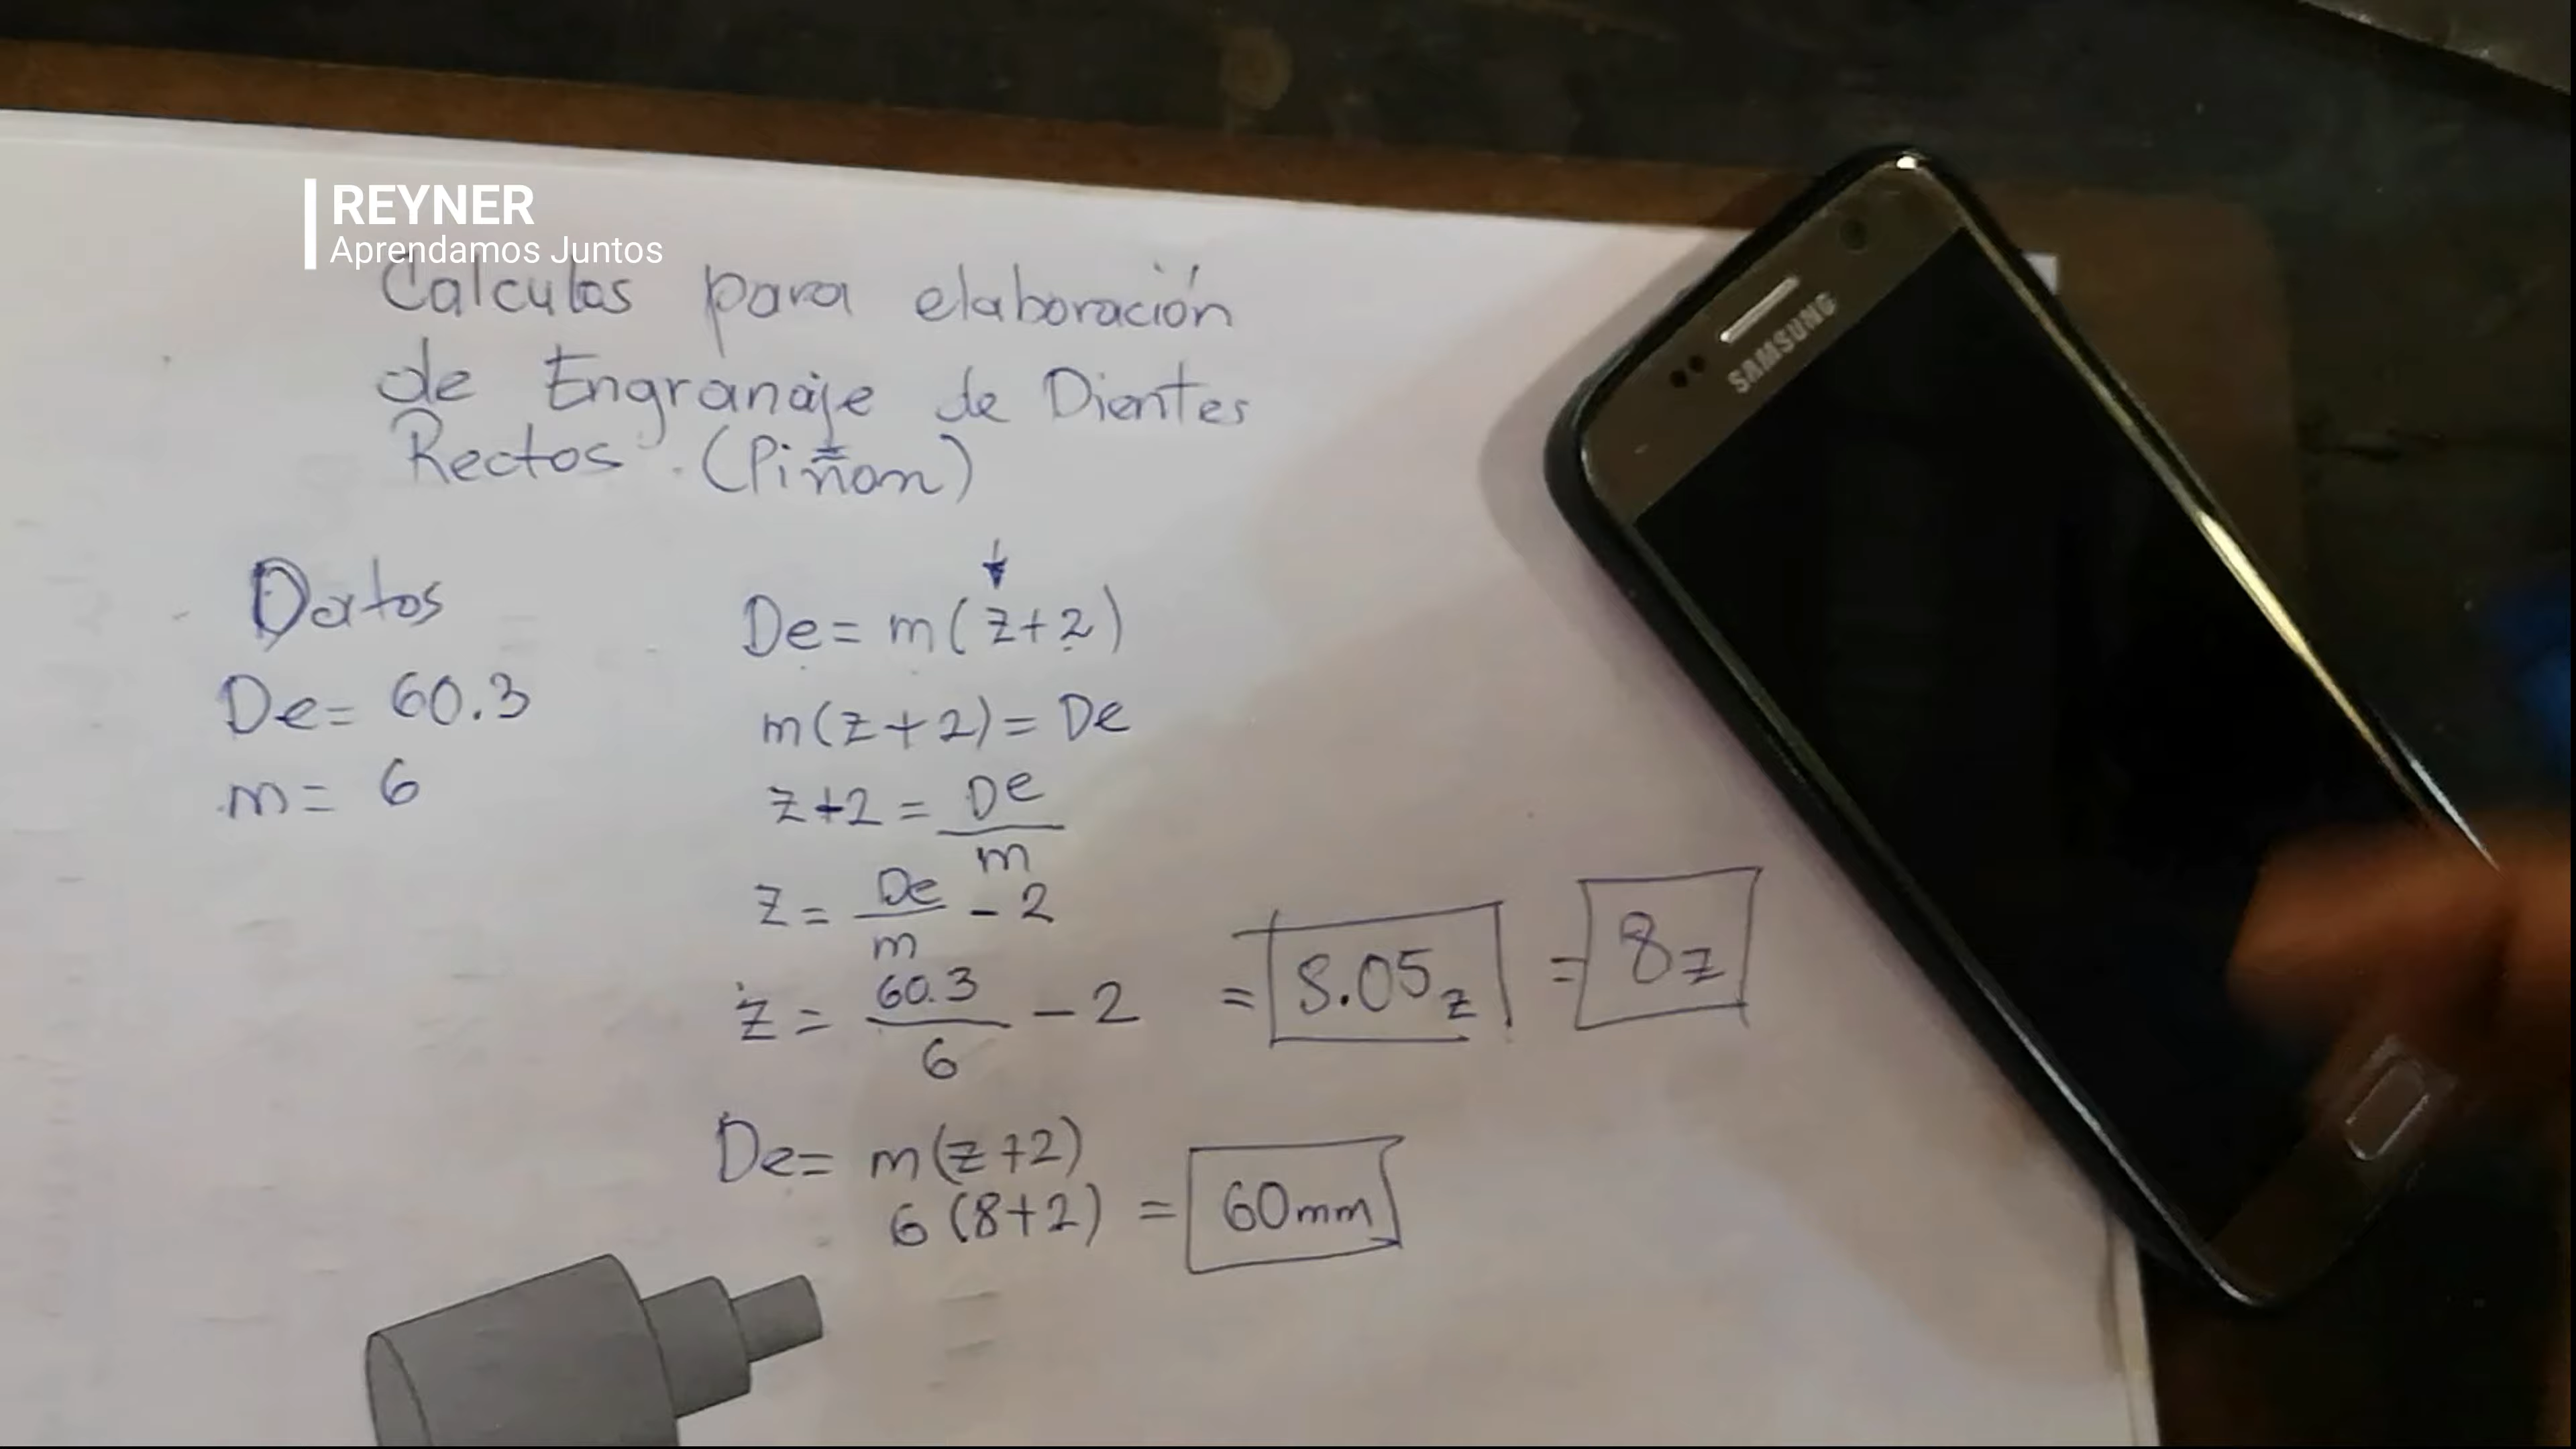 REYNER
Aprendamos Juntos
Calculos para elaboración
de Engranaje de Dientes
Rectos. (Piñon)
Datos
De= 60.3
m= 6
De= m(z+2)
m(z+2)= De
z+2 = De/m
z = De/m - 2
z = 60.3/6 - 2 = 8.05z = 8z
De= m(z+2)
6(8+2) = 60mm
SAMSUNG